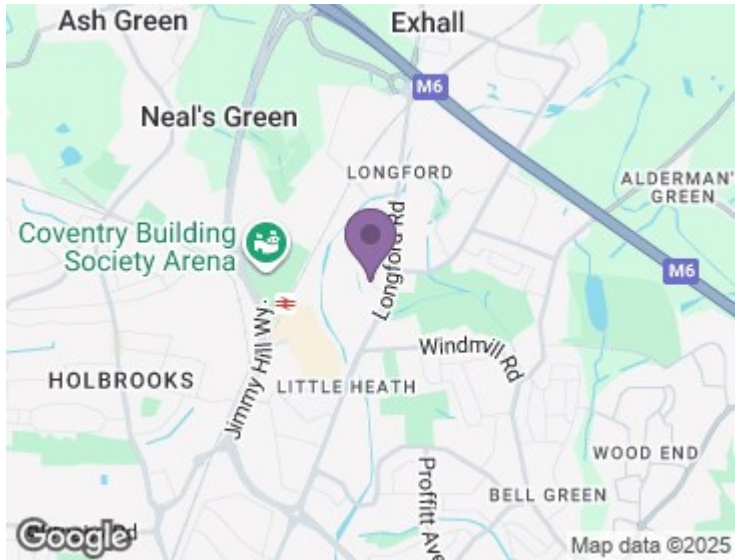 Ash Green
Exhall
M6
Neal's Green
LONGFORD
ALDERMAN'S
GREEN
Coventry Building
Society Arena
Longford Rd
M6
Jimmy Hill Wy.
Windmill Rd
HOLBROOKS
LITTLE HEATH
WOOD END
Proffitt Ave
BELL GREEN
Google
Map data ©2025